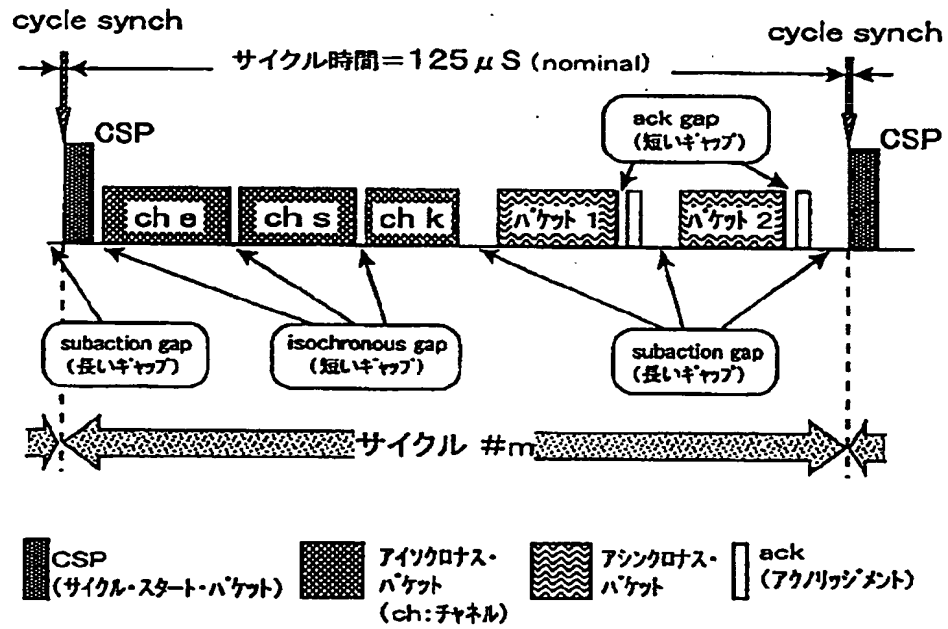 cycle synch
cycle synch
サイクル時間＝125μS (nominal)
CSP
ack gap
(短いギャップ)
CSP
ch e
ch s
ch k
パケット 1
パケット 2
subaction gap
(長いギャップ)
isochronous gap
(短いギャップ)
subaction gap
(長いギャップ)
サイクル #m
CSP
(サイクル・スタート・パケット)
アイソクロナス・
パケット
(ch:チャネル)
アシンクロナス・
パケット
ack
(アクノリッジメント)